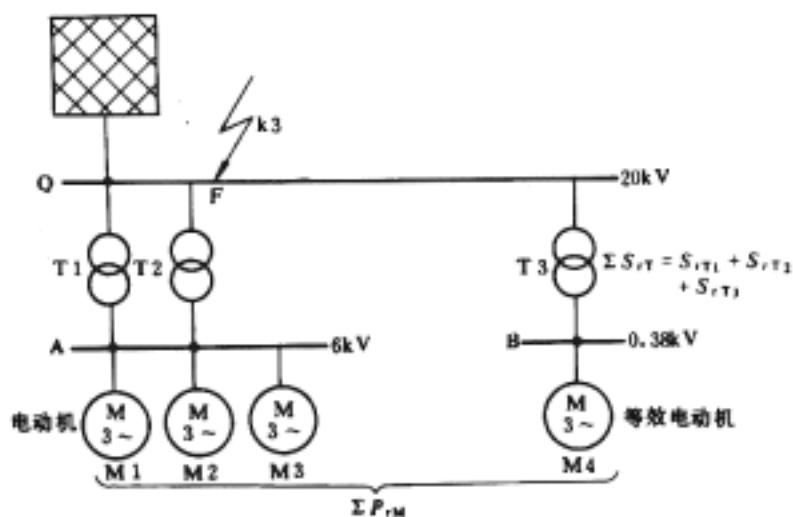 k3
Q
F
20kV
T1
T2
T3
ΣS_rT = S_rT1 + S_rT2
+ S_rT3
A
6kV
B
0.38kV
电动机
M
3~
M
3~
M
3~
M
3~
等效电动机
M1
M2
M3
M4
ΣP_rM